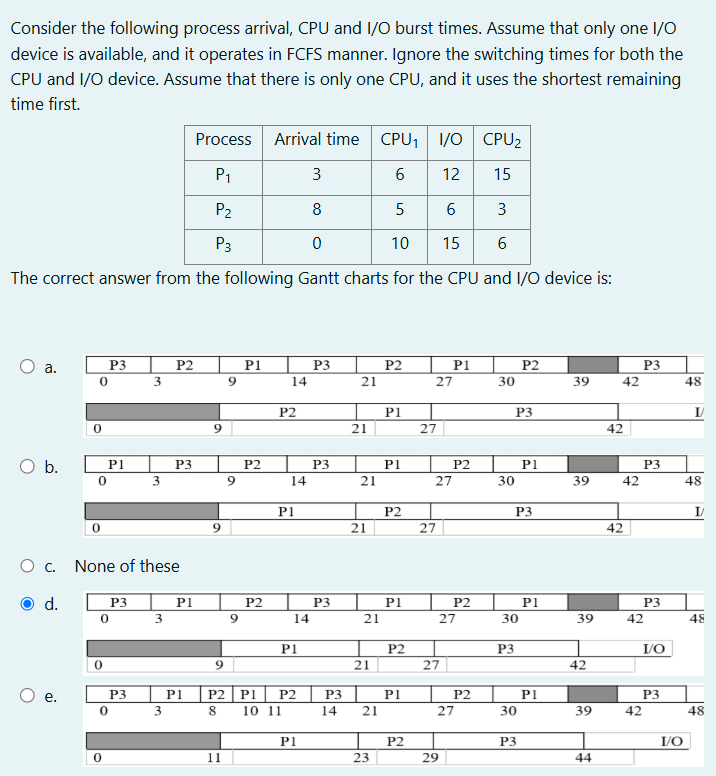 Consider the following process arrival, CPU and I/O burst times. Assume that only one I/O
device is available, and it operates in FCFS manner. Ignore the switching times for both the
CPU and I/O device. Assume that there is only one CPU, and it uses the shortest remaining
time first.
Process Arrival time CPU₁ I/O CPU₂
P₁ 3 6 12 15
P₂ 8 5 6 3
P₃ 0 10 15 6
The correct answer from the following Gantt charts for the CPU and I/O device is:
a. P3 P2 P1 P3 P2 P1 P2 P3
0 3 9 14 21 27 30 39 42 48
P2 P1 P3 I/
0 9 21 27 42
b. P1 P3 P2 P3 P1 P2 P1 P3
0 3 9 14 21 27 30 39 42 48
P1 P2 P3 I/
0 9 21 27 42
c. None of these
d. P3 P1 P2 P3 P1 P2 P1 P3
0 3 9 14 21 27 30 39 42 48
P1 P2 P3 I/O
0 9 21 27 42
e. P3 P1 P2 P1 P2 P3 P1 P2 P1 P3
0 3 8 10 11 14 21 27 30 39 42 48
P1 P2 P3 I/O
0 11 23 29 44